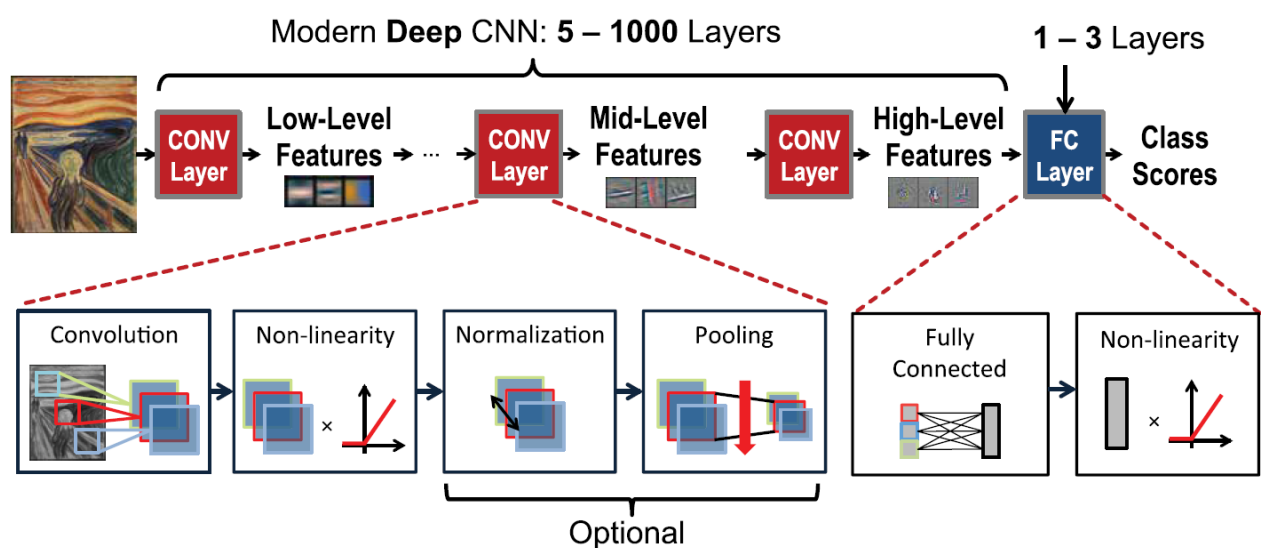 Modern Deep CNN: 5 – 1000 Layers
1 – 3 Layers
CONV
Layer
Low-Level
Features
...
CONV
Layer
Mid-Level
Features
CONV
Layer
High-Level
Features
FC
Layer
Class
Scores
Convolution
Non-linearity
×
Normalization
Pooling
Fully
Connected
Non-linearity
×
Optional